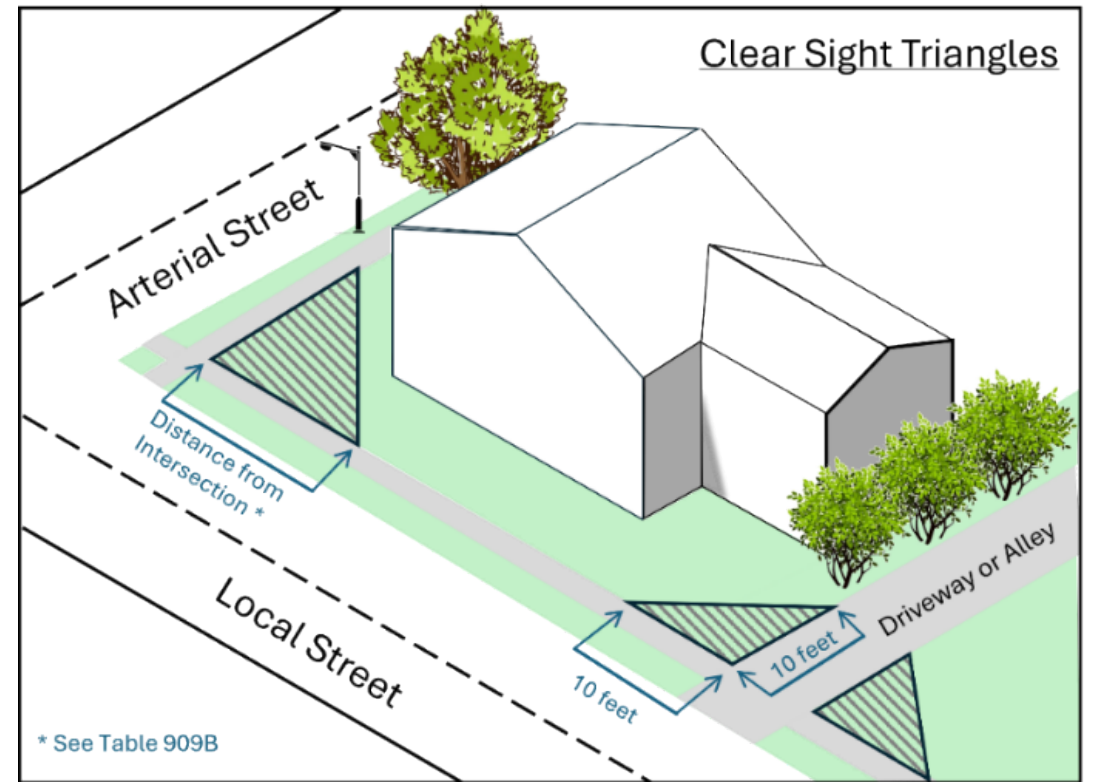 Clear Sight Triangles
Arterial Street
Distance from
Intersection *
Local Street
10 feet
10 feet
Driveway or Alley
* See Table 909B